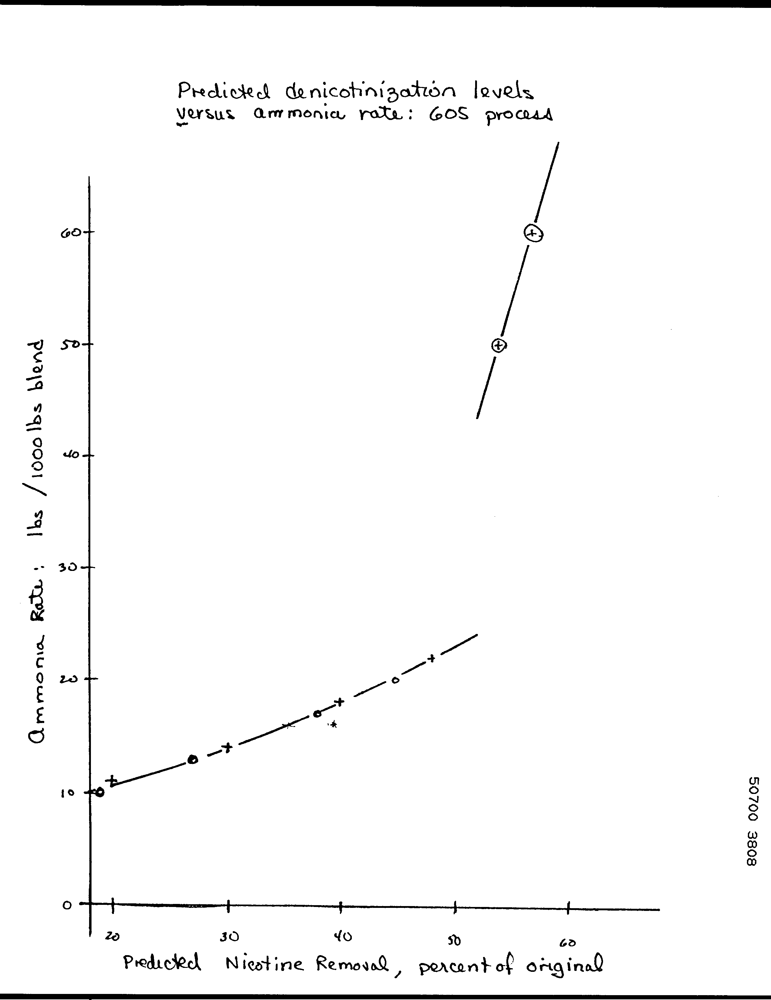 Predicted denicotinization levels
versus ammonia rate: GOS process
60
50
40
30
20
10
0
Ammonia Rate: lbs/1000 lbs blend
20 30 40 50 60
Predicted Nicotine Removal, percent of original
50700 3808